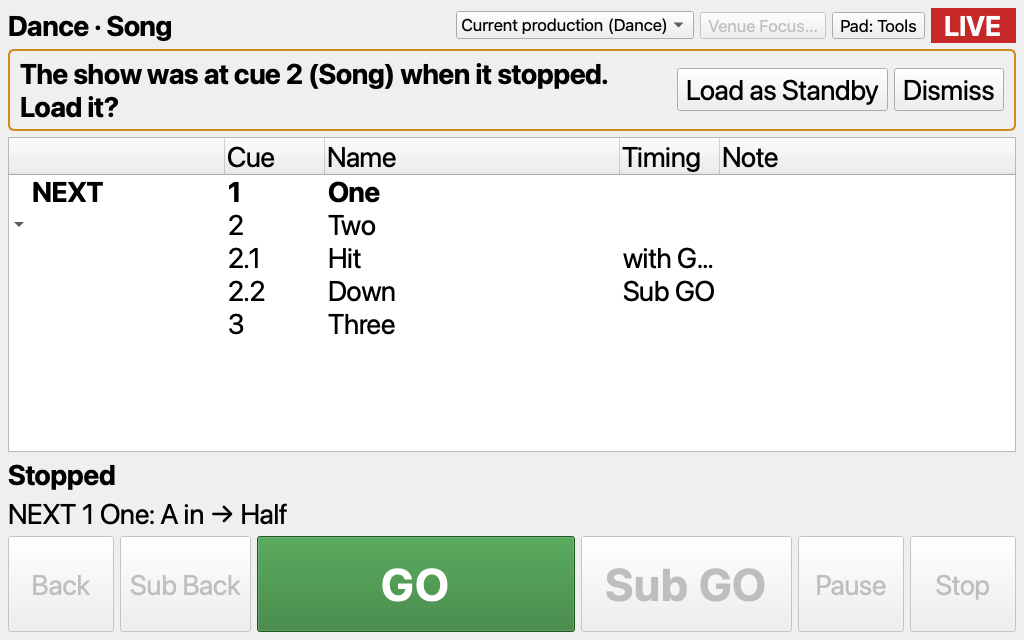 Dance · Song
Current production (Dance)
Venue Focus...
Pad: Tools
LIVE
The show was at cue 2 (Song) when it stopped.
Load it?
Load as Standby
Dismiss
Cue Name Timing Note
NEXT 1 One
2 Two
2.1 Hit with G...
2.2 Down Sub GO
3 Three
Stopped
NEXT 1 One: A in → Half
Back
Sub Back
GO
Sub GO
Pause
Stop